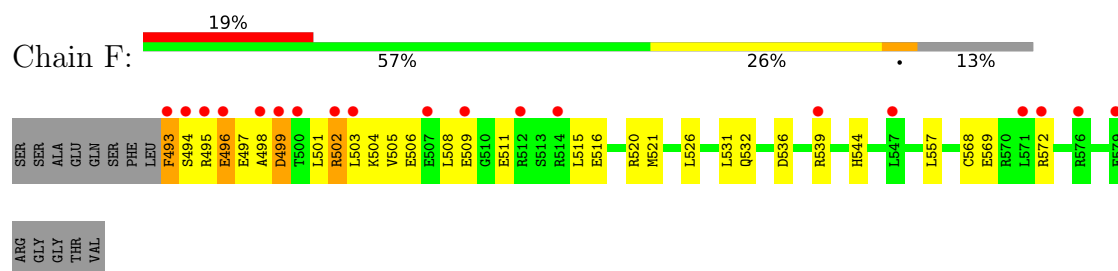 19%
Chain F:
57% 26% • 13%
SER SER ALA GLU GLN SER PHE LEU F493 S494 R495 E496 E497 A498 D499 T500 L501 R502 L503 K504 V505 E506 E507 L508 E509 G510 E511 R512 S513 R514 L515 E516 R520 M521 L526 L531 Q532 D536 R539 H544 L547 L557 C568 E569 R570 L571 R572 R576
ARG GLY GLY THR VAL